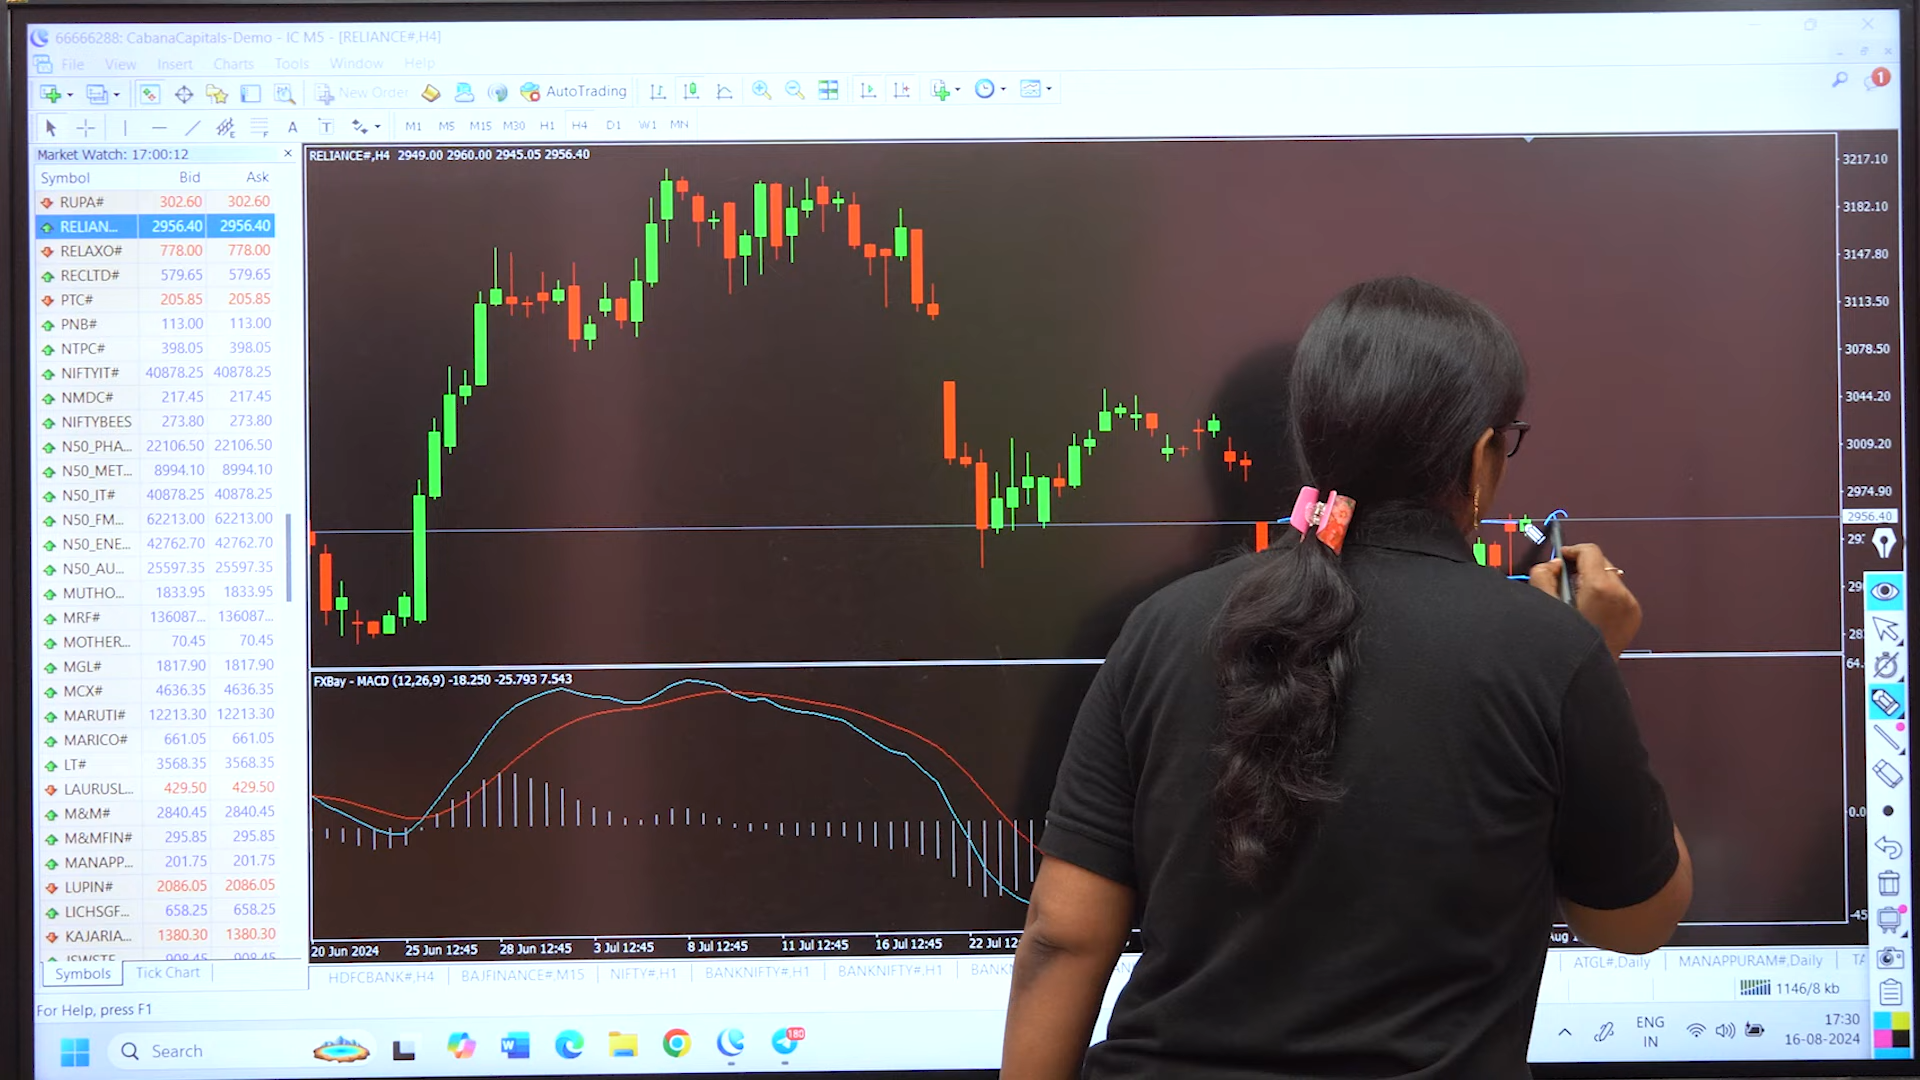 66666288: CabanaCapitals-Demo - IC M5 - [RELIANCE#,H4]
File View Insert Charts Tools Window Help
New Order AutoTrading 1
M1 M5 M15 M30 H1 H4 D1 W1 MN
Market Watch: 17:00:12
Symbol Bid Ask
RUPA# 302.60 302.60
RELIAN... 2956.40 2956.40
RELAXO# 778.00 778.00
RECLTD# 579.65 579.65
PTC# 205.85 205.85
PNB# 113.00 113.00
NTPC# 398.05 398.05
NIFTYIT# 40878.25 40878.25
NMDC# 217.45 217.45
NIFTYBEES 273.80 273.80
N50_PHA... 22106.50 22106.50
N50_MET... 8994.10 8994.10
N50_IT# 40878.25 40878.25
N50_FM... 62213.00 62213.00
N50_ENE... 42762.70 42762.70
N50_AU... 25597.35 25597.35
MUTHO... 1833.95 1833.95
MRF# 136087... 136087...
MOTHER... 70.45 70.45
MGL# 1817.90 1817.90
MCX# 4636.35 4636.35
MARUTI# 12213.30 12213.30
MARICO# 661.05 661.05
LT# 3568.35 3568.35
LAURUSL... 429.50 429.50
M&M# 2840.45 2840.45
M&MFIN# 295.85 295.85
MANAPP... 201.75 201.75
LUPIN# 2086.05 2086.05
LICHSGF... 658.25 658.25
KAJARIA... 1380.30 1380.30
Symbols Tick Chart
For Help, press F1
RELIANCE#,H4 2949.00 2960.00 2945.05 2956.40
3217.10
3182.10
3147.80
3113.50
3078.50
3044.20
3009.20
2974.90
2956.40
FXBay - MACD (12,26,9) -18.250 -25.793 7.543
64.
0.0
-45
20 Jun 2024 25 Jun 12:45 28 Jun 12:45 3 Jul 12:45 8 Jul 12:45 11 Jul 12:45 16 Jul 12:45 22 Jul 12:
HDFCBANK#,H4 BAJFINANCE#,M15 NIFTY#,H1 BANKNIFTY#,H1 BANKNIFTY#,H1 ATGL#,Daily MANAPPURAM#,Daily
1146/8 kb
Search 180
ENG
IN
17:30
16-08-2024